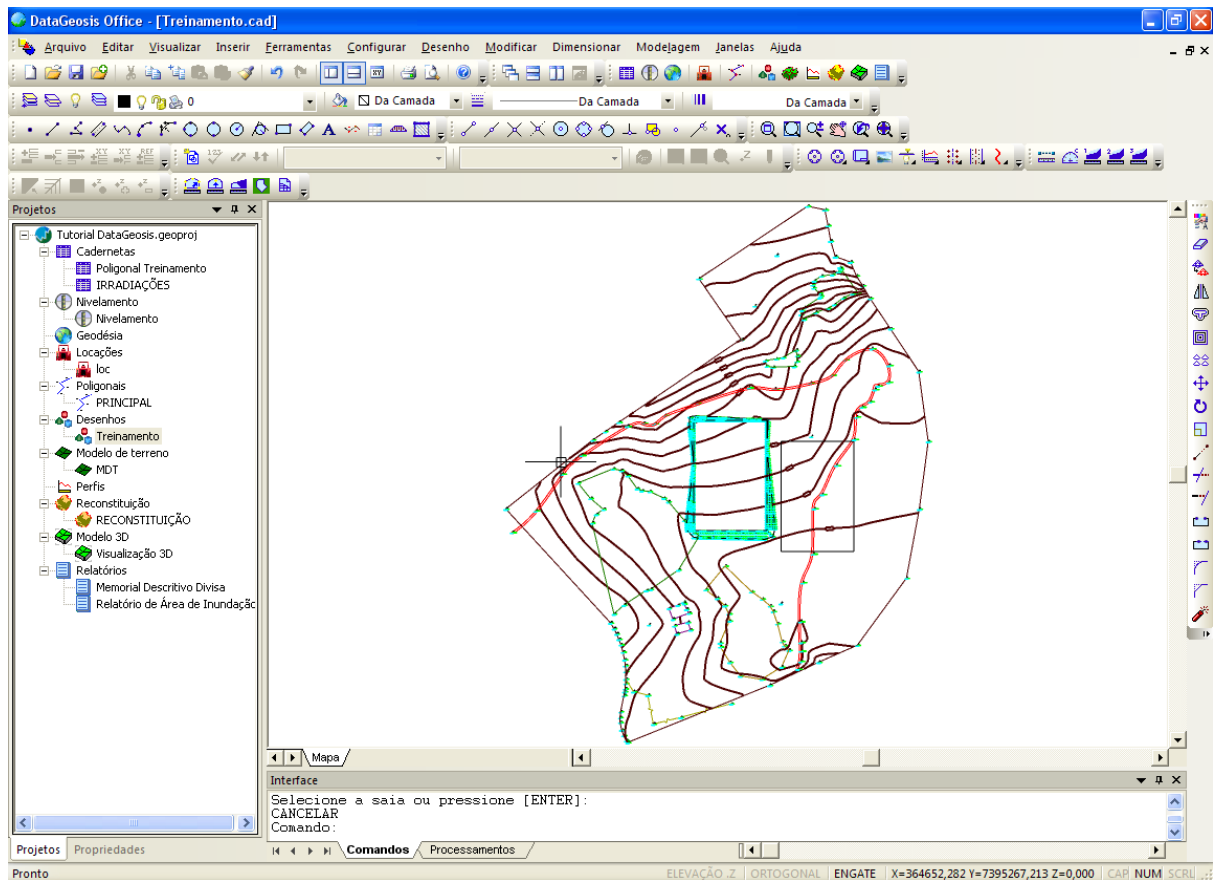 DataGeosis Office - [Treinamento.cad]
Arquivo Editar Visualizar Inserir Ferramentas Configurar Desenho Modificar Dimensionar Modelagem Janelas Ajuda
0 Da Camada Da Camada Da Camada
Projetos
Tutorial DataGeosis.geoproj
Cadernetas
Poligonal Treinamento
IRRADIAÇÕES
Nivelamento
Nivelamento
Geodésia
Locações
loc
Poligonais
PRINCIPAL
Desenhos
Treinamento
Modelo de terreno
MDT
Perfis
Reconstituição
RECONSTITUIÇÃO
Modelo 3D
Visualização 3D
Relatórios
Memorial Descritivo Divisa
Relatório de Área de Inundaçãc
Projetos Propriedades
Mapa
Interface
Selecione a saia ou pressione [ENTER]:
CANCELAR
Comando:
Comandos Processamentos
Pronto ELEVAÇÃO .Z ORTOGONAL ENGATE X=364652,282 Y=7395267,213 Z=0,000 CAP NUM SCRL